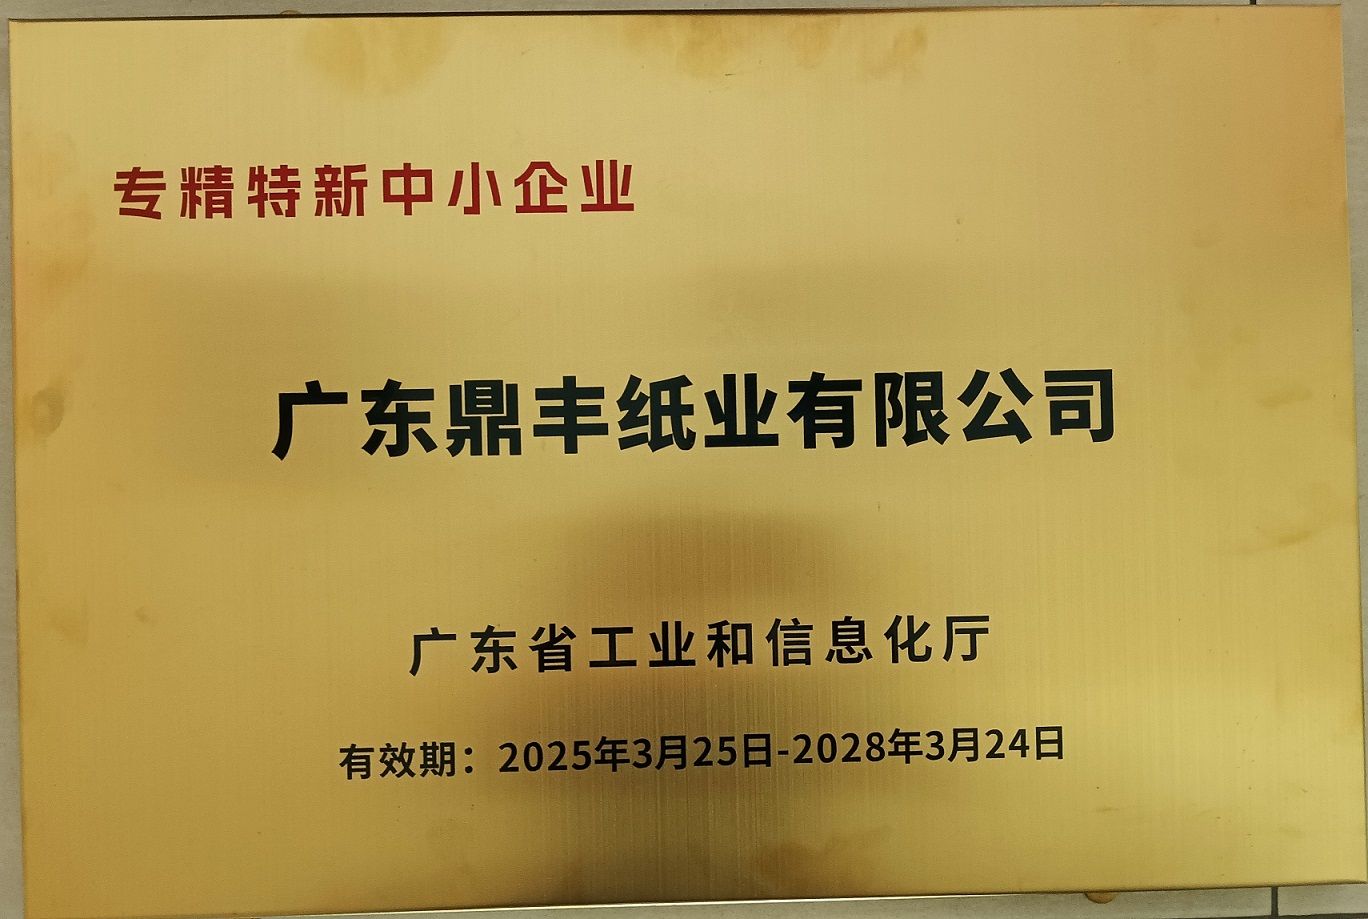 专精特新中小企业
广东鼎丰纸业有限公司
广东省工业和信息化厅
有效期：2025年3月25日-2028年3月24日